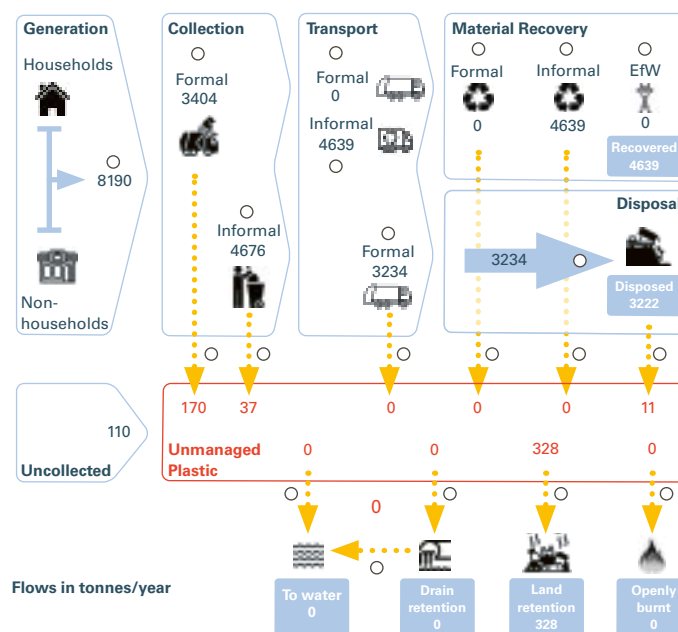 Generation
Households
8190
Non-
households
Collection
Formal
3404
Informal
4676
Transport
Formal
0
Informal
4639
Formal
3234
Material Recovery
Formal
0
Informal
4639
EfW
0
Recovered
4639
Disposal
3234
Disposed
3222
110
Uncollected
170
37
0
0
0
11
Unmanaged
Plastic
0
0
328
0
0
Flows in tonnes/year
To water
0
Drain
retention
0
Land
retention
328
Openly
burnt
0